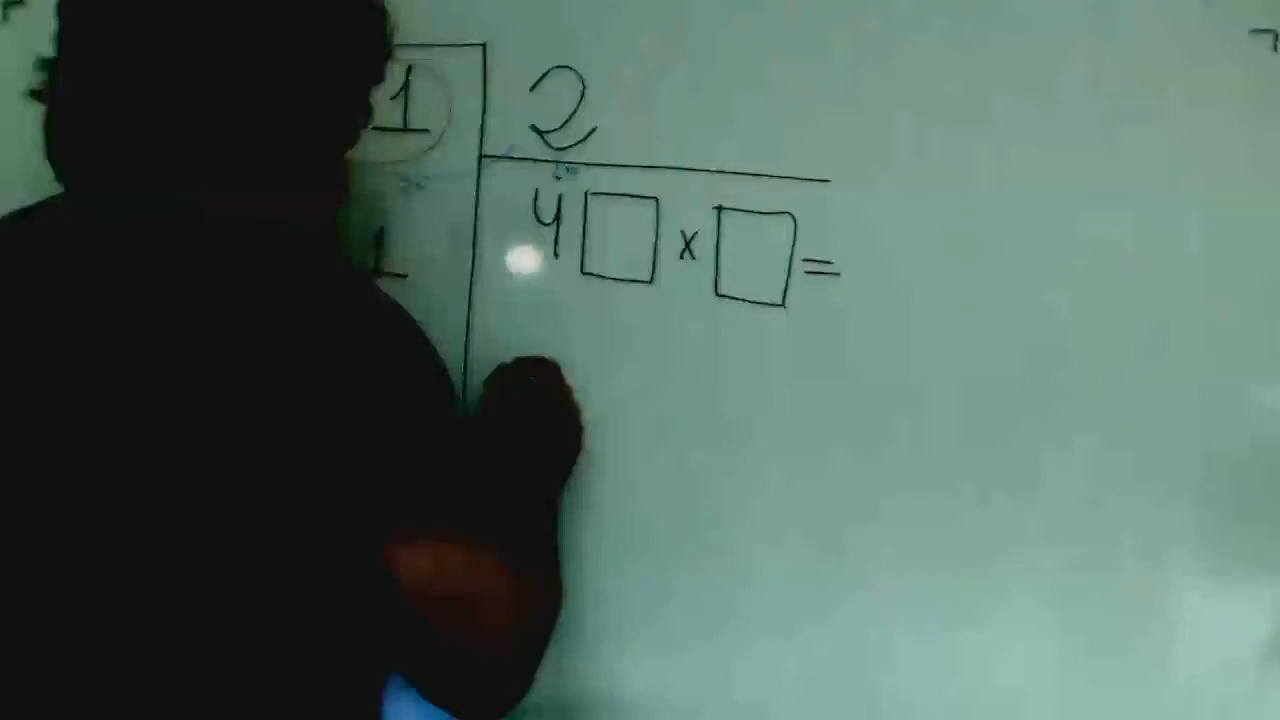 1 2
1 4□ x □ =